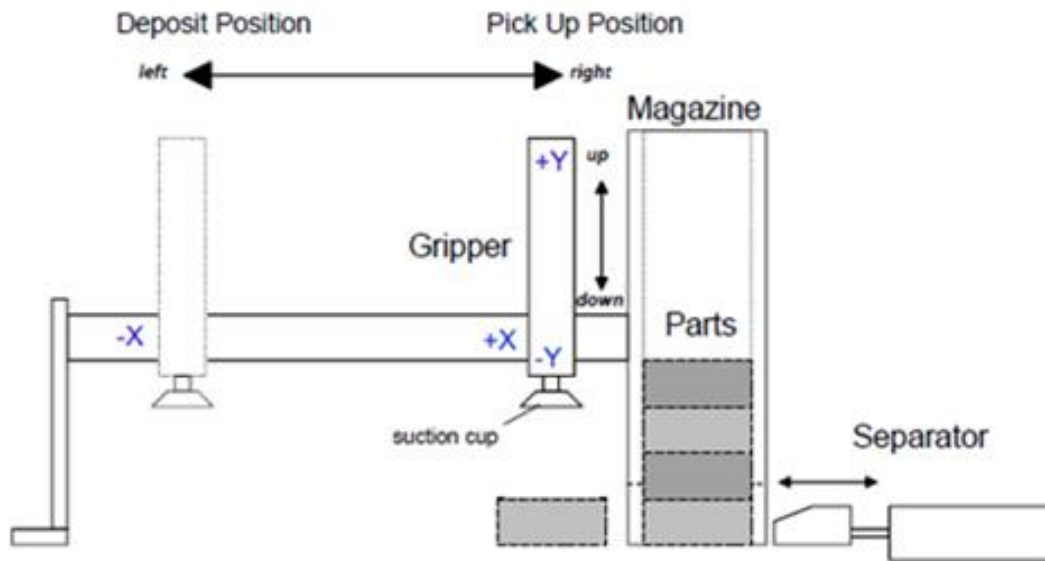 Deposit Position
Pick Up Position
left
right
Magazine
+Y
up
Gripper
down
-X
+X
-Y
Parts
suction cup
Separator